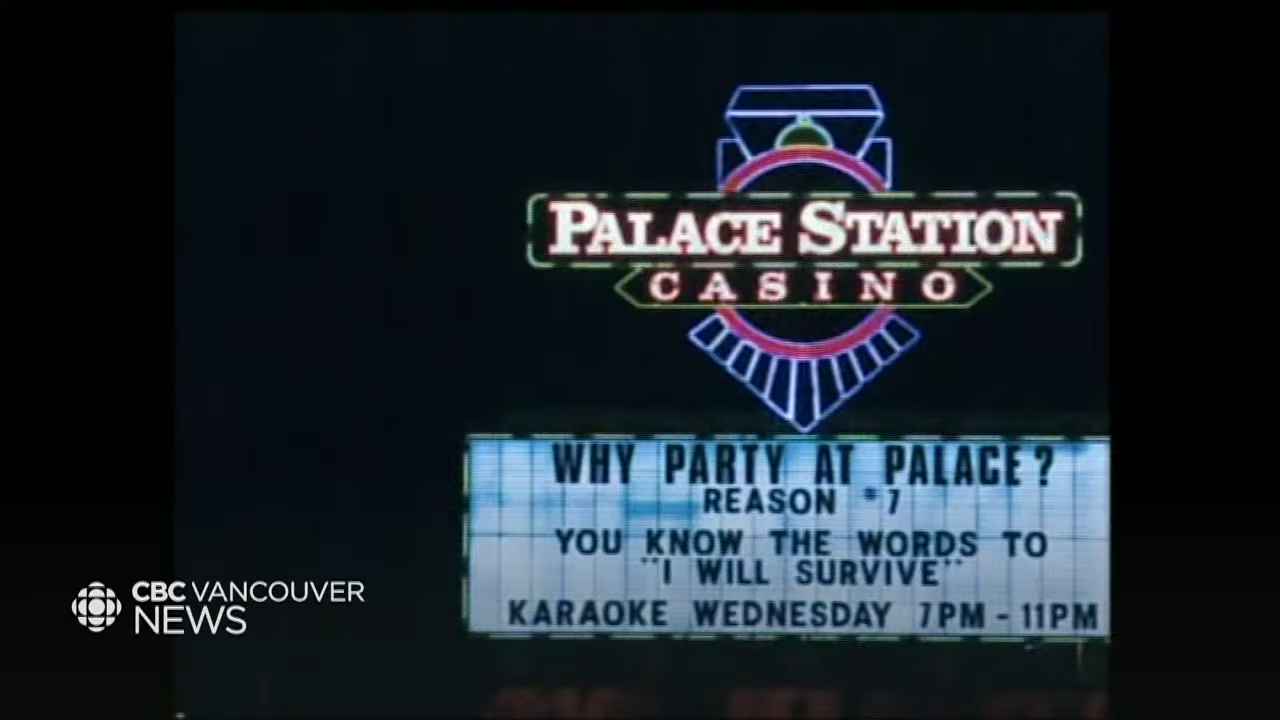 PALACE STATION
CASINO
WHY PARTY AT PALACE?
REASON #7
YOU KNOW THE WORDS TO
"I WILL SURVIVE"
KARAOKE WEDNESDAY 7PM - 11PM
CBC VANCOUVER
NEWS